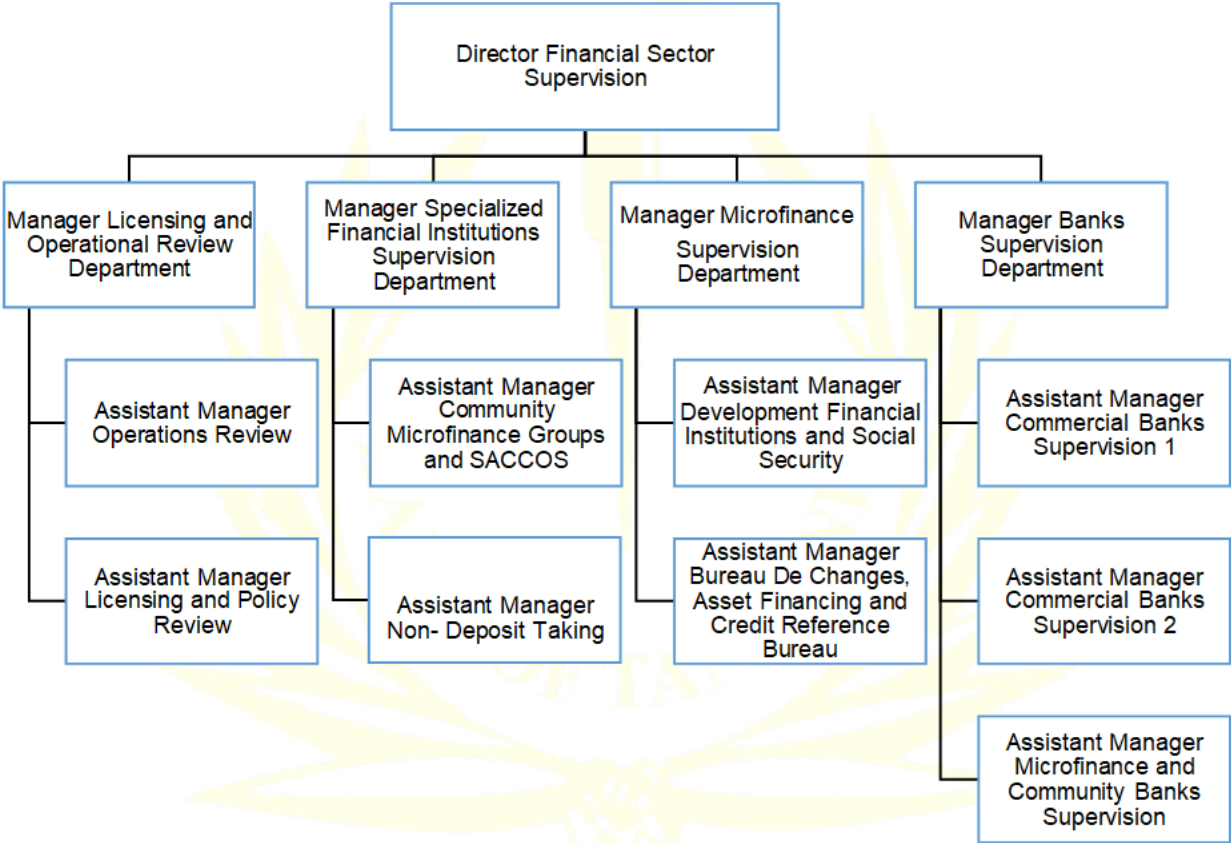 Director Financial Sector
Supervision
Manager Licensing and
Operational Review
Department
Manager Specialized
Financial Institutions
Supervision
Department
Manager Microfinance
Supervision
Department
Manager Banks
Supervision
Department
Assistant Manager
Operations Review
Assistant Manager
Licensing and Policy
Review
Assistant Manager
Community
Microfinance Groups
and SACCOS
Assistant Manager
Non- Deposit Taking
Assistant Manager
Development Financial
Institutions and Social
Security
Assistant Manager
Bureau De Changes,
Asset Financing and
Credit Reference
Bureau
Assistant Manager
Commercial Banks
Supervision 1
Assistant Manager
Commercial Banks
Supervision 2
Assistant Manager
Microfinance and
Community Banks
Supervision